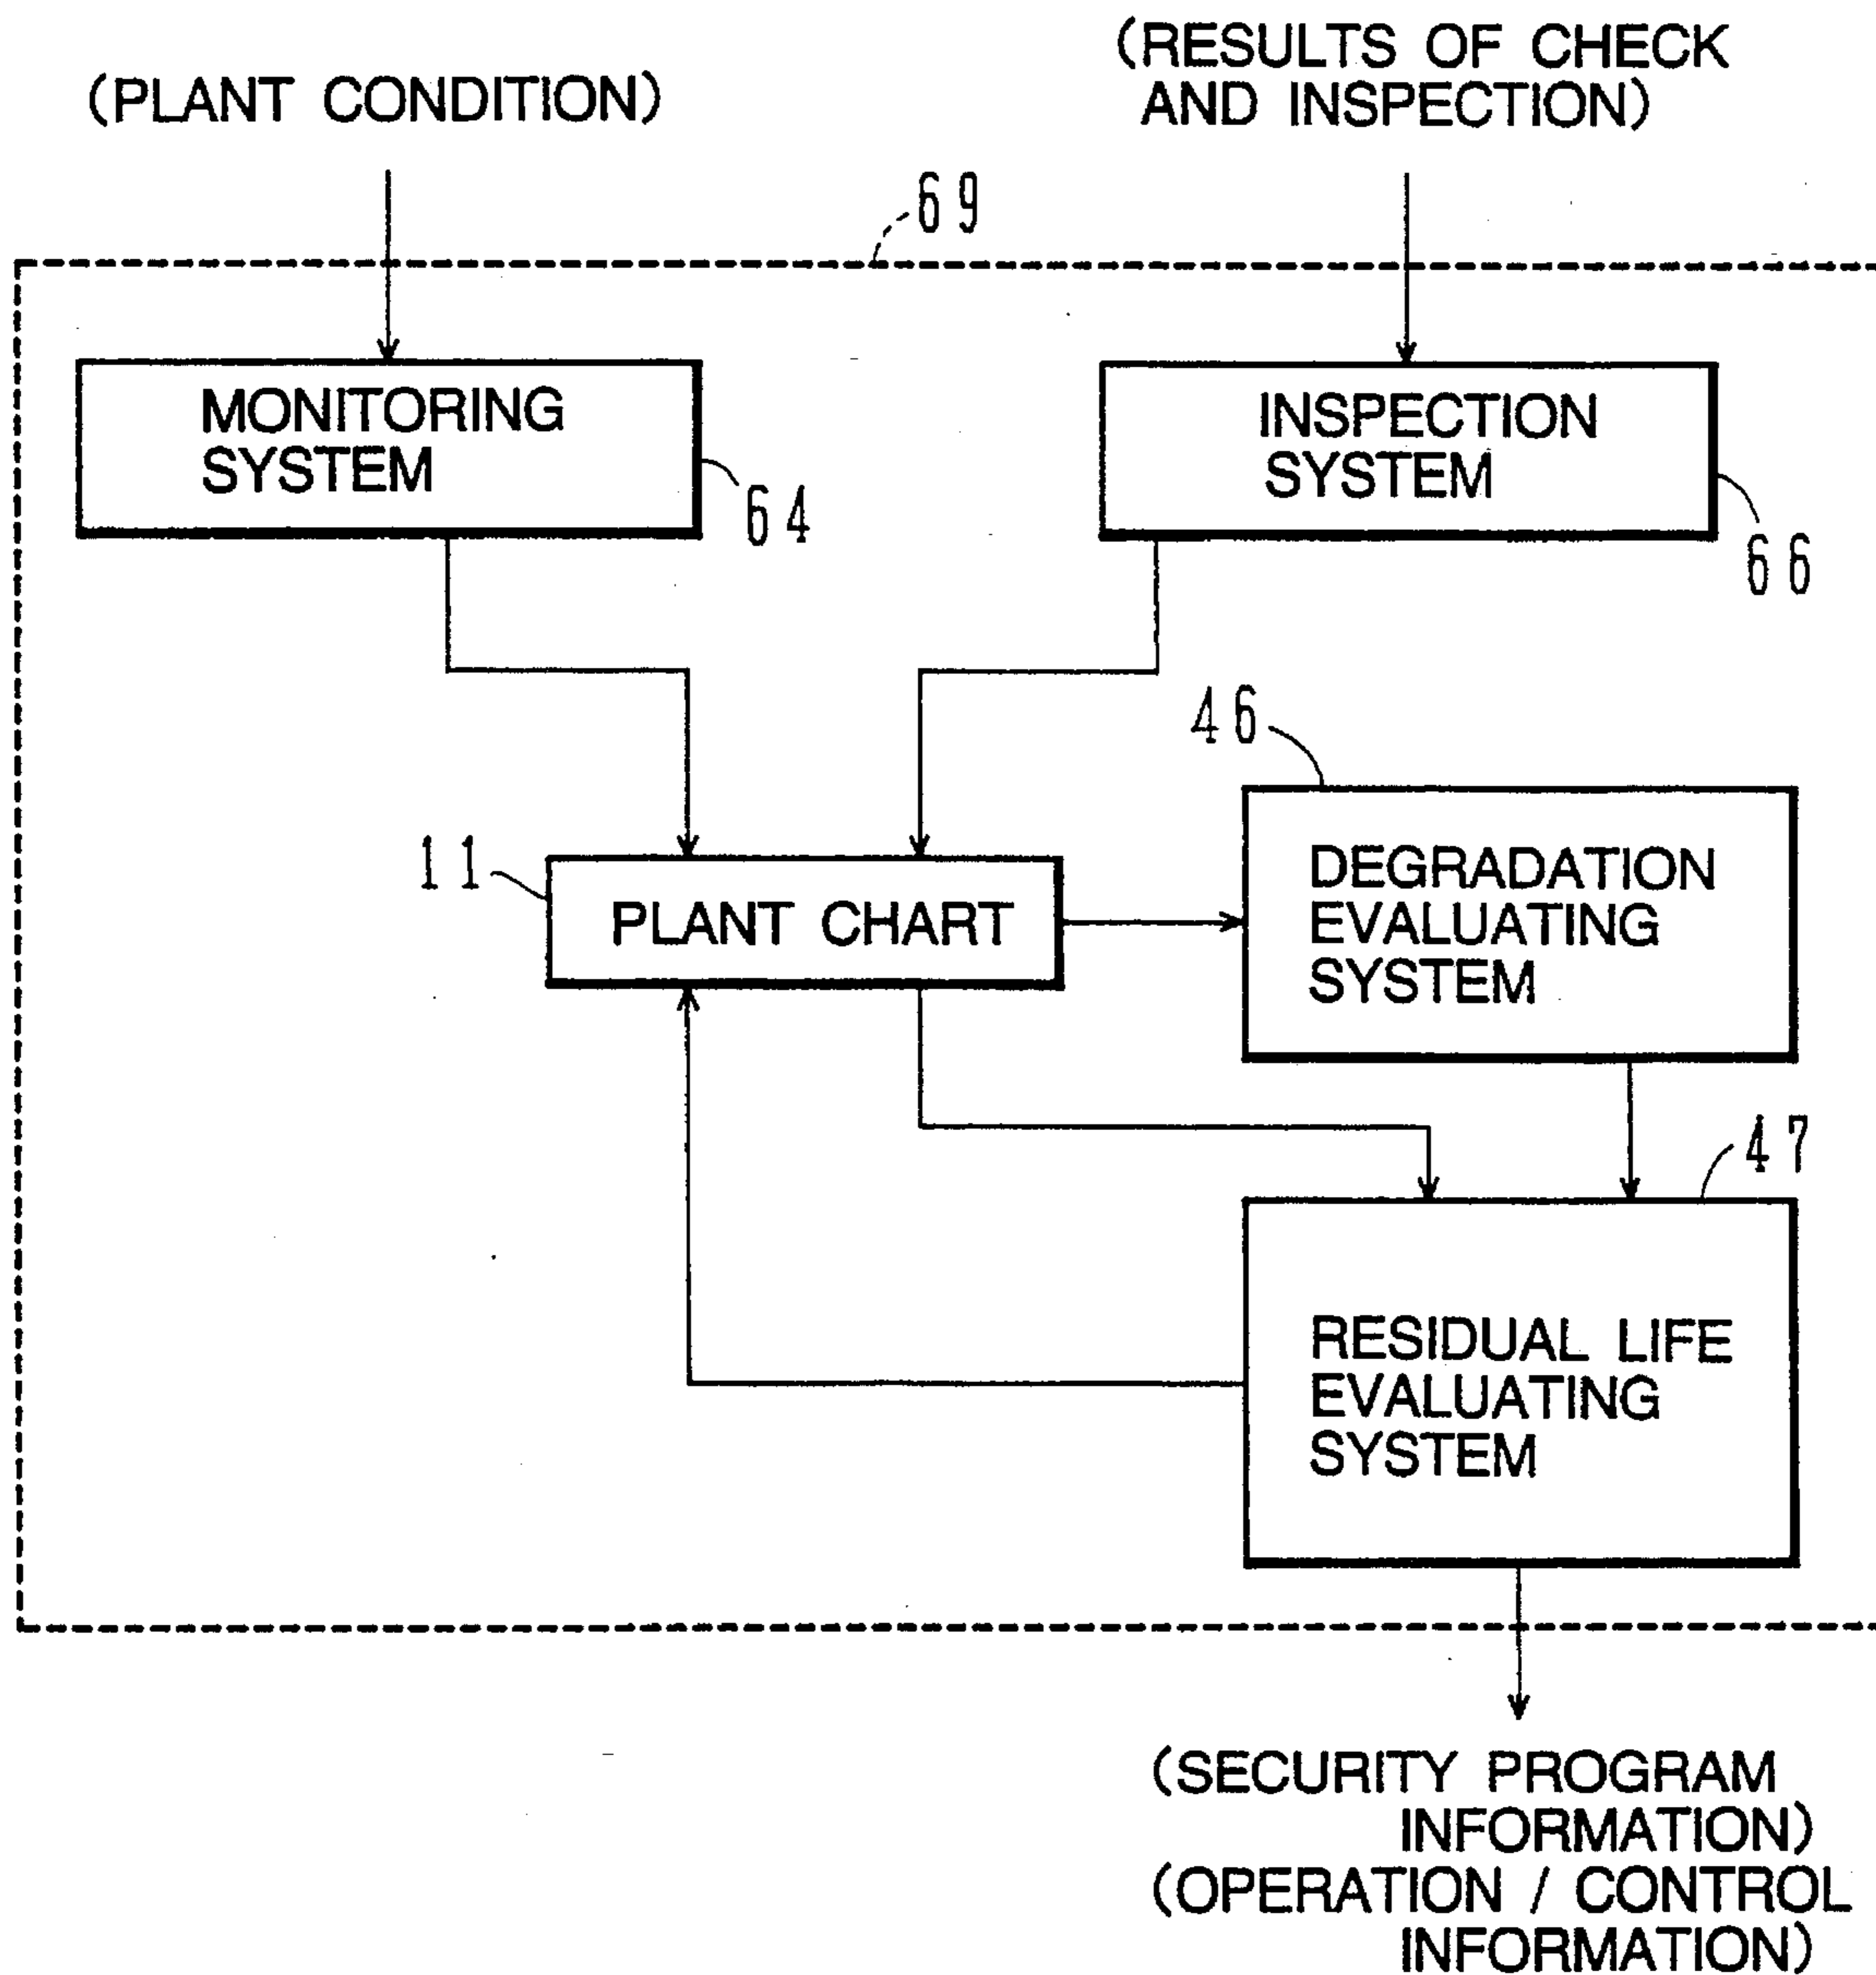 (PLANT CONDITION)
(RESULTS OF CHECK
AND INSPECTION)
69
MONITORING
SYSTEM
64
INSPECTION
SYSTEM
66
46
11
PLANT CHART
DEGRADATION
EVALUATING
SYSTEM
47
RESIDUAL LIFE
EVALUATING
SYSTEM
(SECURITY PROGRAM
INFORMATION)
(OPERATION / CONTROL
INFORMATION)